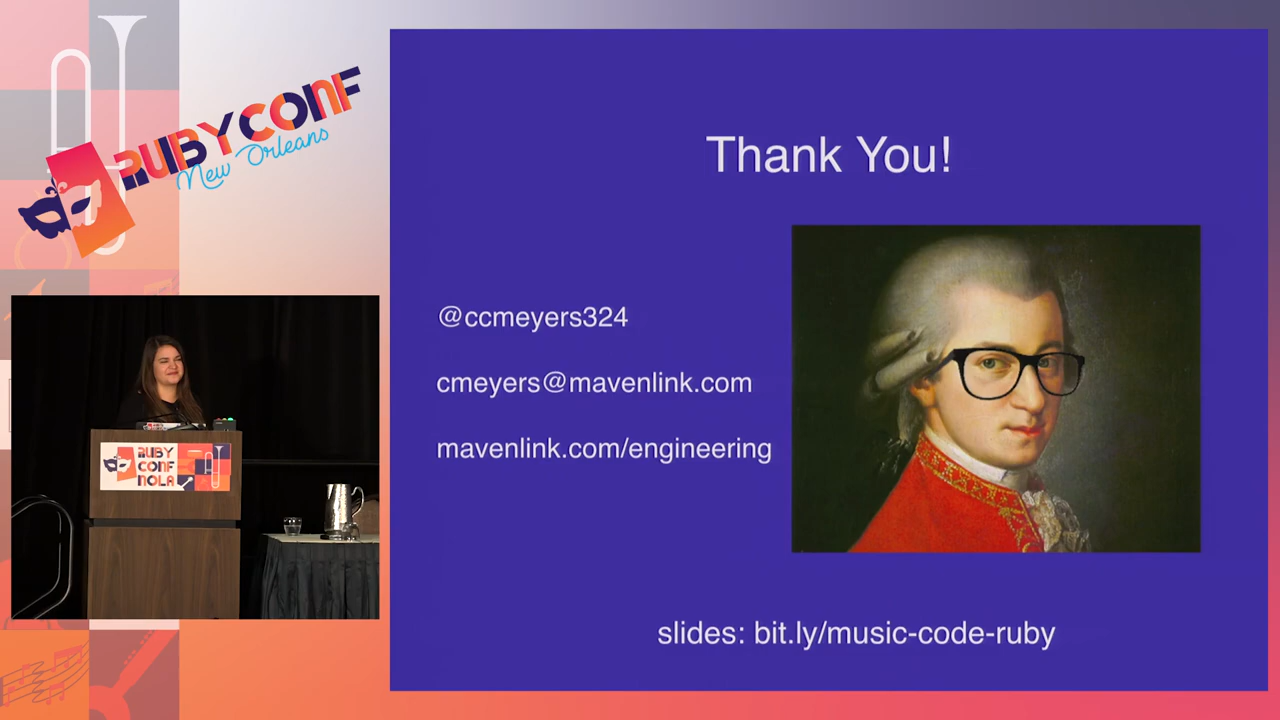 RUBYCONF
New Orleans
RUBY
CONF
NOLA
Thank You!
@ccmeyers324
cmeyers@mavenlink.com
mavenlink.com/engineering
slides: bit.ly/music-code-ruby